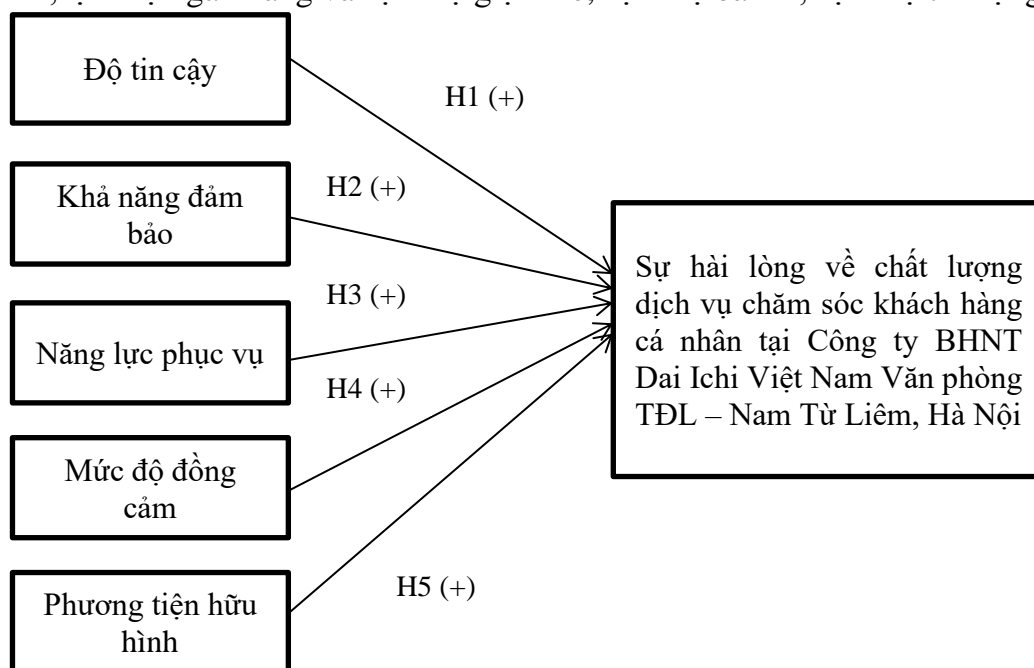 Độ tin cậy
H1 (+)
Khả năng đảm
bảo
H2 (+)
Sự hài lòng về chất lượng
dịch vụ chăm sóc khách hàng
cá nhân tại Công ty BHNT
Dai Ichi Việt Nam Văn phòng
TĐL – Nam Từ Liêm, Hà Nội
H3 (+)
Năng lực phục vụ
H4 (+)
Mức độ đồng
cảm
H5 (+)
Phương tiện hữu
hình